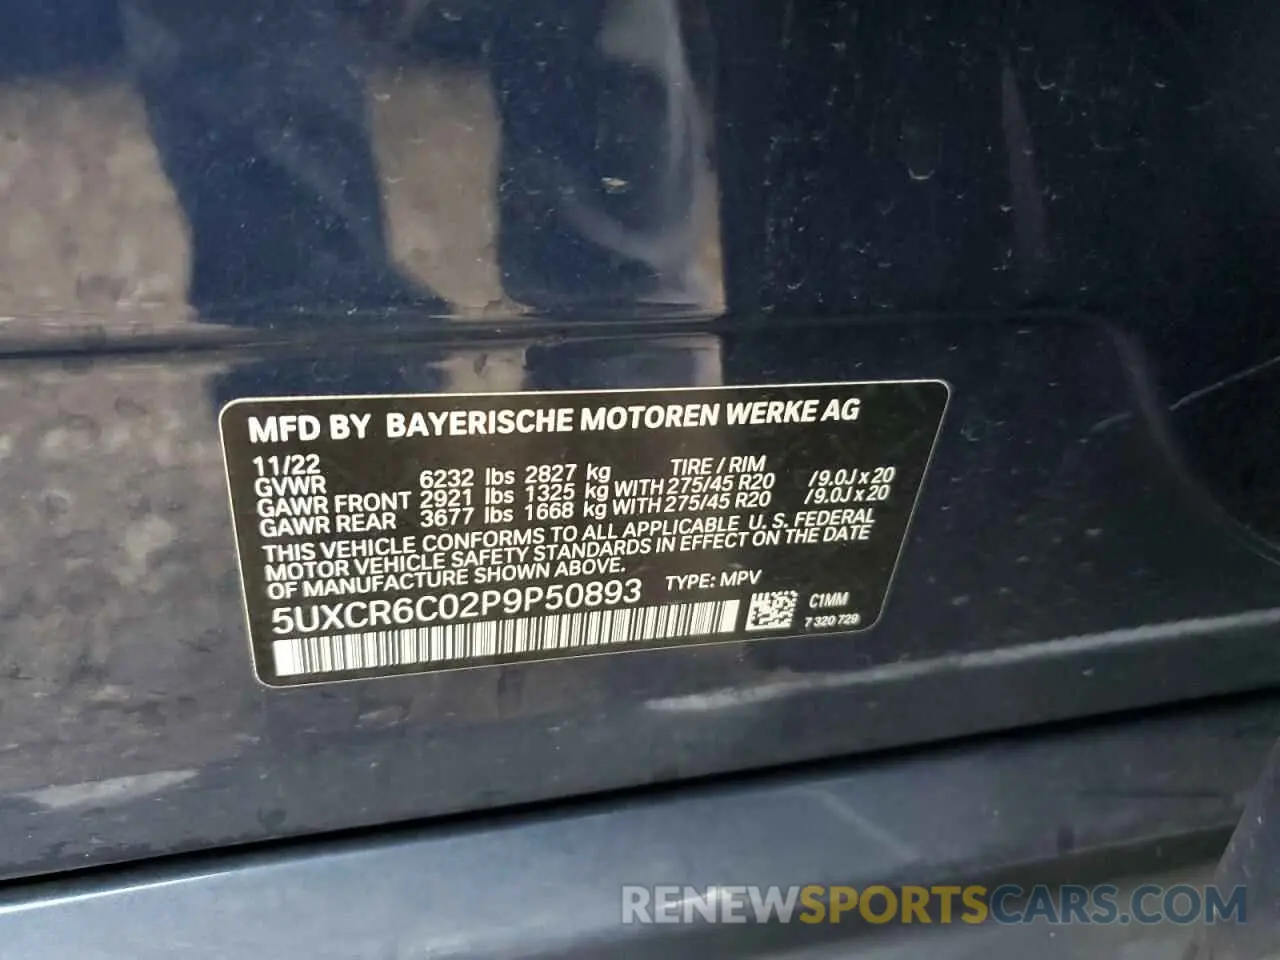 MFD BY BAYERISCHE MOTOREN WERKE AG
11/22 TIRE / RIM
GVWR 6232 lbs 2827 kg
GAWR FRONT 2921 lbs 1325 kg WITH 275/45 R20 /9.0J x 20
GAWR REAR 3677 lbs 1668 kg WITH 275/45 R20 /9.0J x 20
THIS VEHICLE CONFORMS TO ALL APPLICABLE U. S. FEDERAL
MOTOR VEHICLE SAFETY STANDARDS IN EFFECT ON THE DATE
OF MANUFACTURE SHOWN ABOVE.
5UXCR6C02P9P50893 TYPE: MPV
C1MM
7 320 729
RENEWSPORTSCARS.COM